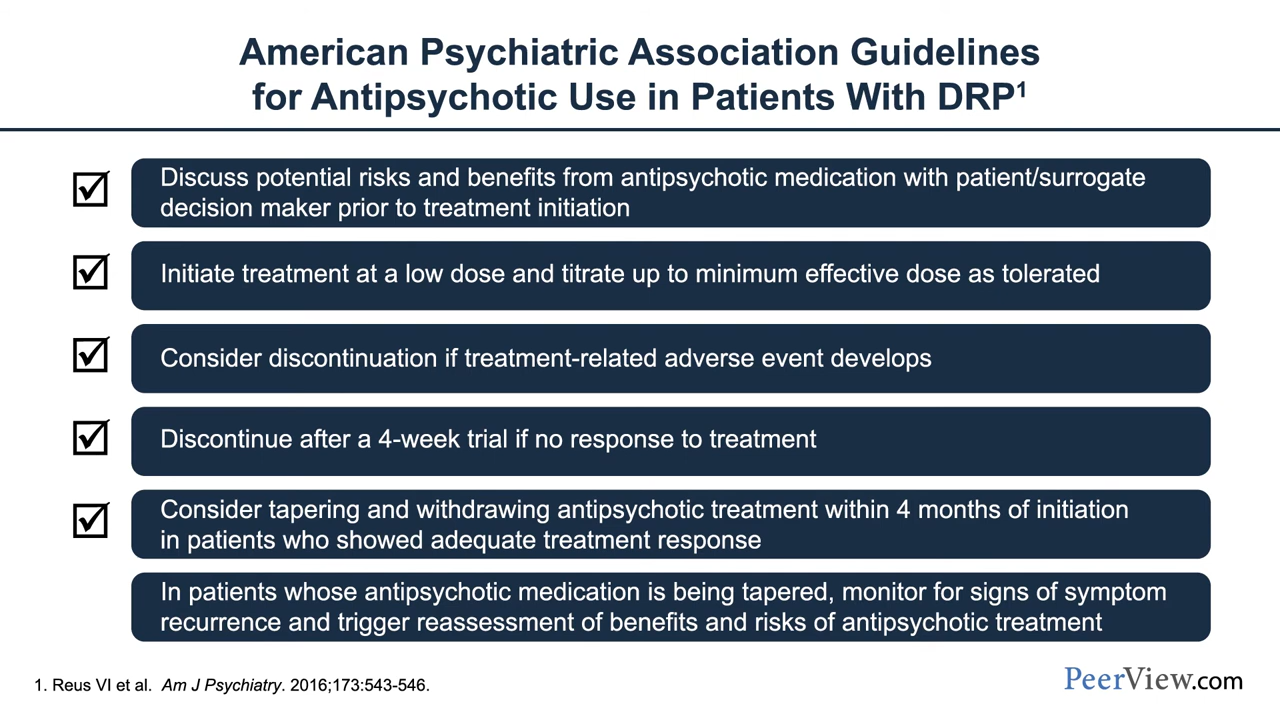 American Psychiatric Association Guidelines
for Antipsychotic Use in Patients With DRP¹
Discuss potential risks and benefits from antipsychotic medication with patient/surrogate
decision maker prior to treatment initiation
Initiate treatment at a low dose and titrate up to minimum effective dose as tolerated
Consider discontinuation if treatment-related adverse event develops
Discontinue after a 4-week trial if no response to treatment
Consider tapering and withdrawing antipsychotic treatment within 4 months of initiation
in patients who showed adequate treatment response
In patients whose antipsychotic medication is being tapered, monitor for signs of symptom
recurrence and trigger reassessment of benefits and risks of antipsychotic treatment
1. Reus VI et al. Am J Psychiatry. 2016;173:543-546.
PeerView.com